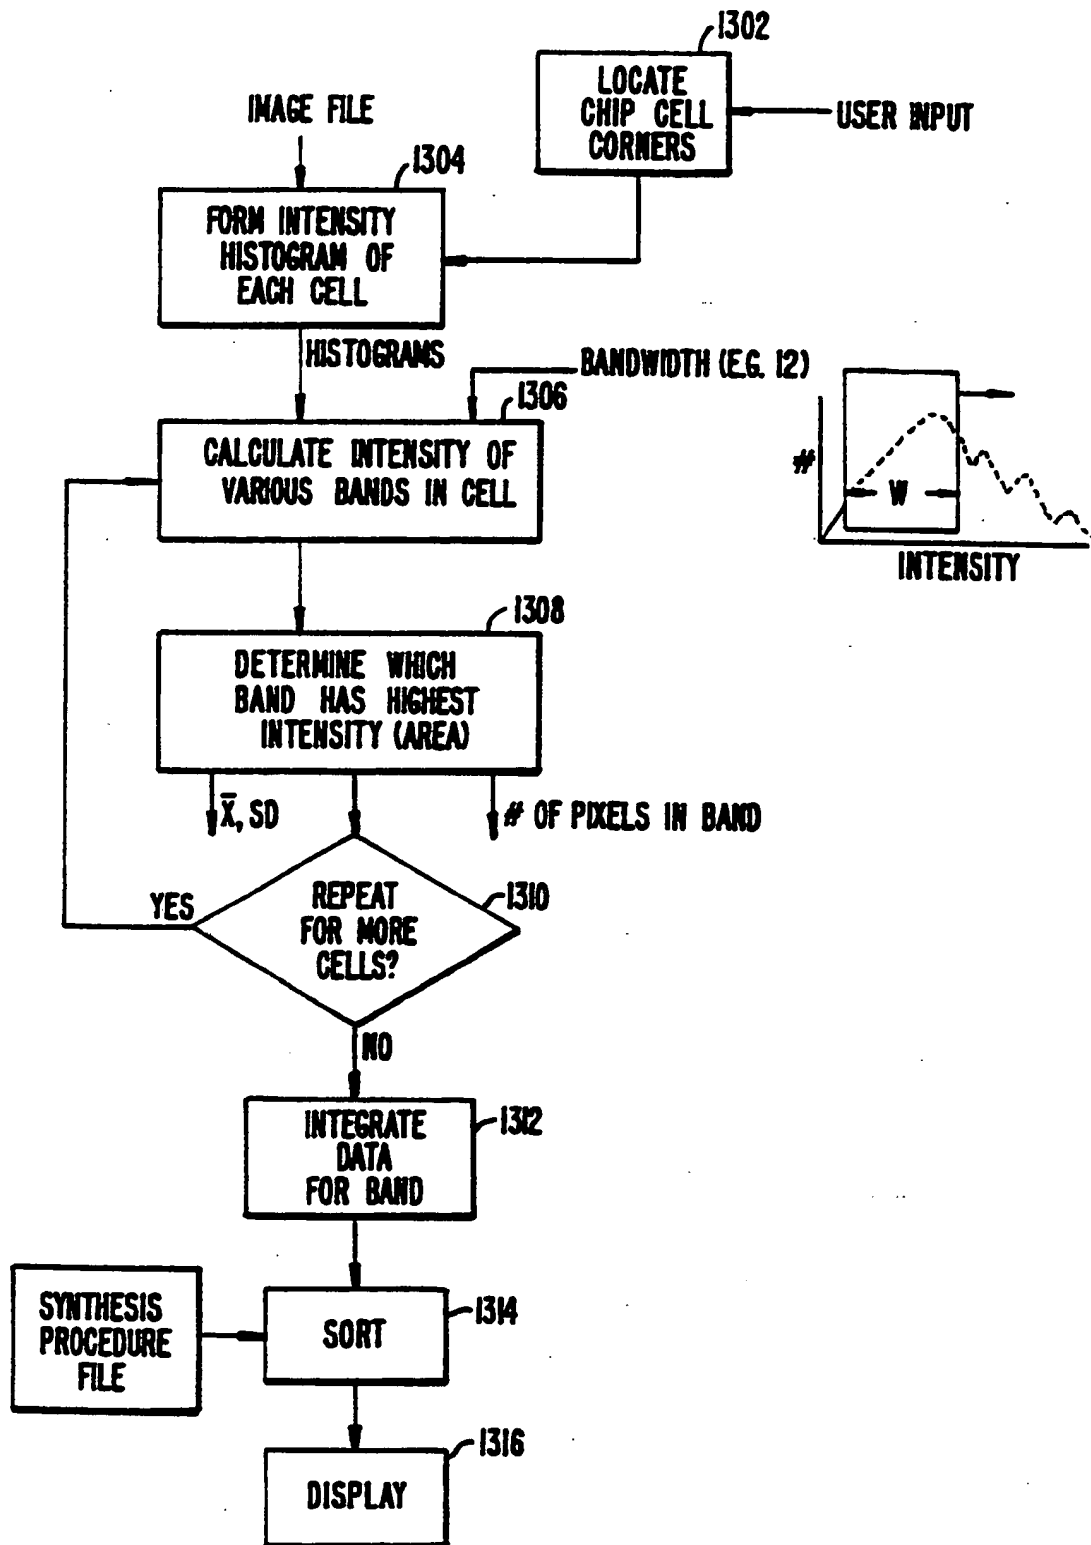 1302
LOCATE
CHIP CELL
CORNERS
USER INPUT
IMAGE FILE
1304
FORM INTENSITY
HISTOGRAM OF
EACH CELL
HISTOGRAMS
BANDWIDTH (E.G. 12)
1306
CALCULATE INTENSITY OF
VARIOUS BANDS IN CELL
#
W
INTENSITY
1308
DETERMINE WHICH
BAND HAS HIGHEST
INTENSITY (AREA)
X̅, SD
# OF PIXELS IN BAND
1310
REPEAT
FOR MORE
CELLS?
YES
NO
1312
INTEGRATE
DATA
FOR BAND
SYNTHESIS
PROCEDURE
FILE
1314
SORT
1316
DISPLAY